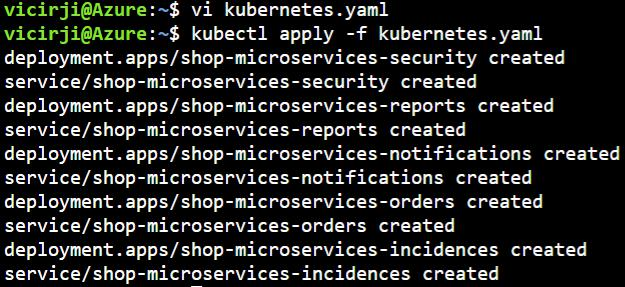 vicirji@Azure:~$ vi kubernetes.yaml
vicirji@Azure:~$ kubectl apply -f kubernetes.yaml
deployment.apps/shop-microservices-security created
service/shop-microservices-security created
deployment.apps/shop-microservices-reports created
service/shop-microservices-reports created
deployment.apps/shop-microservices-notifications created
service/shop-microservices-notifications created
deployment.apps/shop-microservices-orders created
service/shop-microservices-orders created
deployment.apps/shop-microservices-incidences created
service/shop-microservices-incidences created